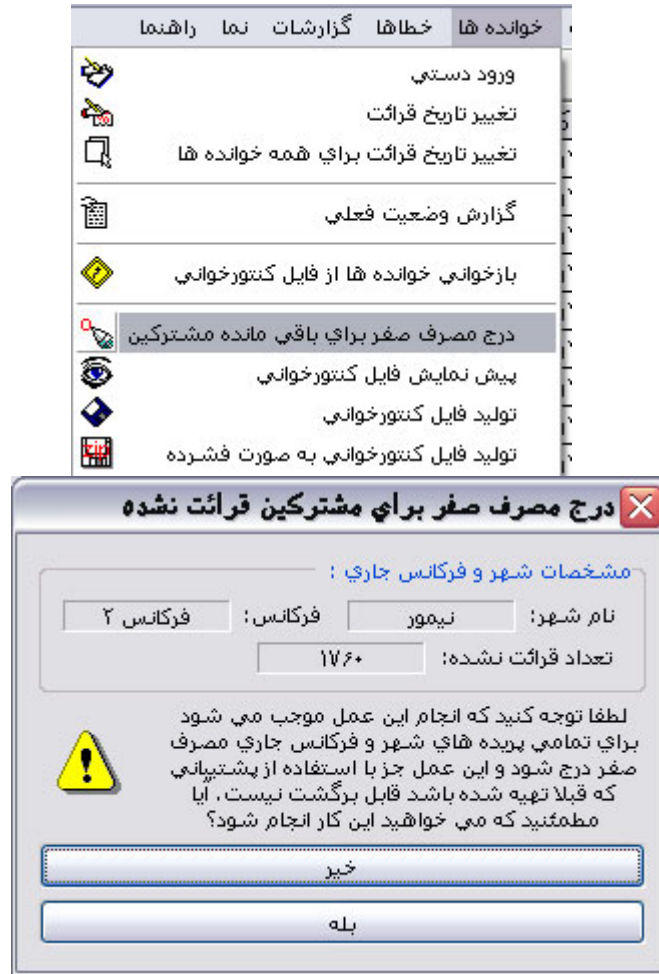 خوانده ها خطاها گزارشات نما راهنما
ورود دستي
تغيير تاريخ قرائت
تغيير تاريخ قرائت براي همه خوانده ها
گزارش وضعيت فعلي
بازخواني خوانده ها از فايل كنتورخواني
درج مصرف صفر براي باقي مانده مشتركين
پيش نمايش فايل كنتورخواني
توليد فايل كنتورخواني
توليد فايل كنتورخواني به صورت فشرده
درج مصرف صفر براي مشتركين قرائت نشده
مشخصات شهر و فركانس جاري :
نام شهر: نيمور فركانس: فركانس ۲
تعداد قرائت نشده: ۱۷۶۰
لطفا توجه كنيد كه انجام اين عمل موجب مي شود
براي تمامي پريده هاي شهر و فركانس جاري مصرف
صفر درج شود و اين عمل جز با استفاده از پشتيباني
كه قبلا تهيه شده باشد قابل برگشت نيست. آيا
مطمئنيد كه مي خواهيد اين كار انجام شود؟
خير
بله